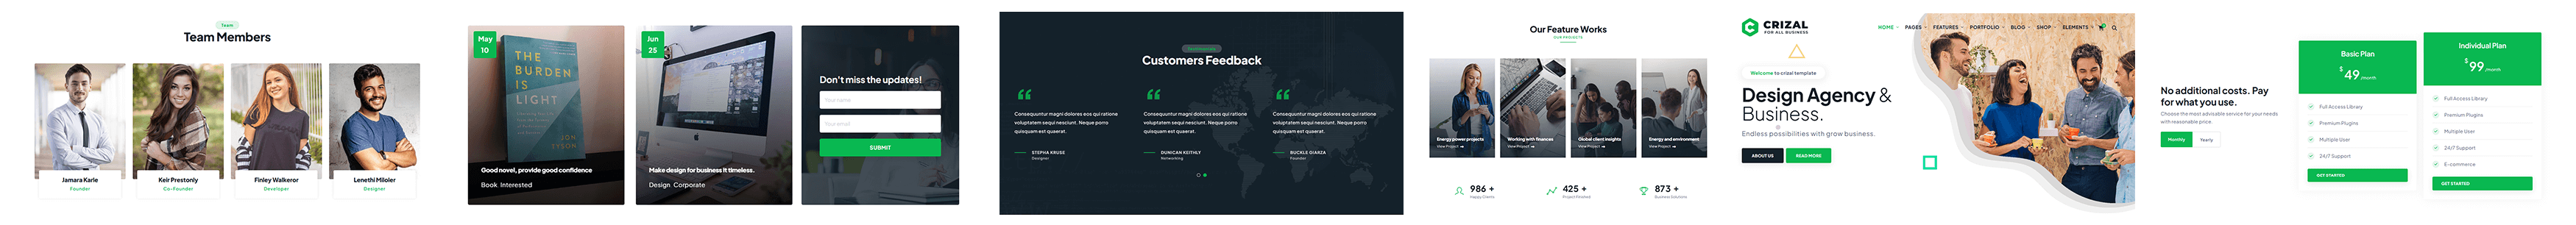 Team
Team Members
Jamara Karle
Founder
Keir Prestonly
Co-Founder
Finley Walkeror
Developer
Lenethi Miloler
Designer
May
10
THE
BURDEN
IS
LIGHT
JON
TYSON
Good novel, provide good confidence
Book Interested
Jun
25
Make design for business it timeless.
Design Corporate
Don't miss the updates!
Your name
Your email
SUBMIT
Testimonials
Customers Feedback
Consequuntur magni dolores eos qui ratione
voluptatem sequi nesciunt. Neque porro
quisquam est quaerat.
STEPHA KRUSE
Designer
Consequuntur magni dolores eos qui ratione
voluptatem sequi nesciunt. Neque porro
quisquam est quaerat.
DUNICAN KEITHLY
Networking
Consequuntur magni dolores eos qui ratione
voluptatem sequi nesciunt. Neque porro
quisquam est quaerat.
BUCKLE GIARZA
Founder
Our Feature Works
OUR PROJECTS
Energy power projects
View Project
Working with finances
View Project
Global client insights
View Project
Energy and environment
View Project
986 +
Happy Clients
425 +
Project Finished
873 +
Business Solutions
CRIZAL
FOR ALL BUSINESS
HOME PAGES FEATURES PORTFOLIO BLOG SHOP ELEMENTS
Welcome to crizal template
Design Agency &
Business.
Endless possibilities with grow business.
ABOUT US
READ MORE
No additional costs. Pay
for what you use.
Choose the most advisable service for your needs
with reasonable price.
Monthly
Yearly
Basic Plan
$49 /month
Full Access Library
Premium Plugins
Multiple User
24/7 Support
GET STARTED
Individual Plan
$99 /month
Full Access Library
Premium Plugins
Multiple User
24/7 Support
E-commerce
GET STARTED